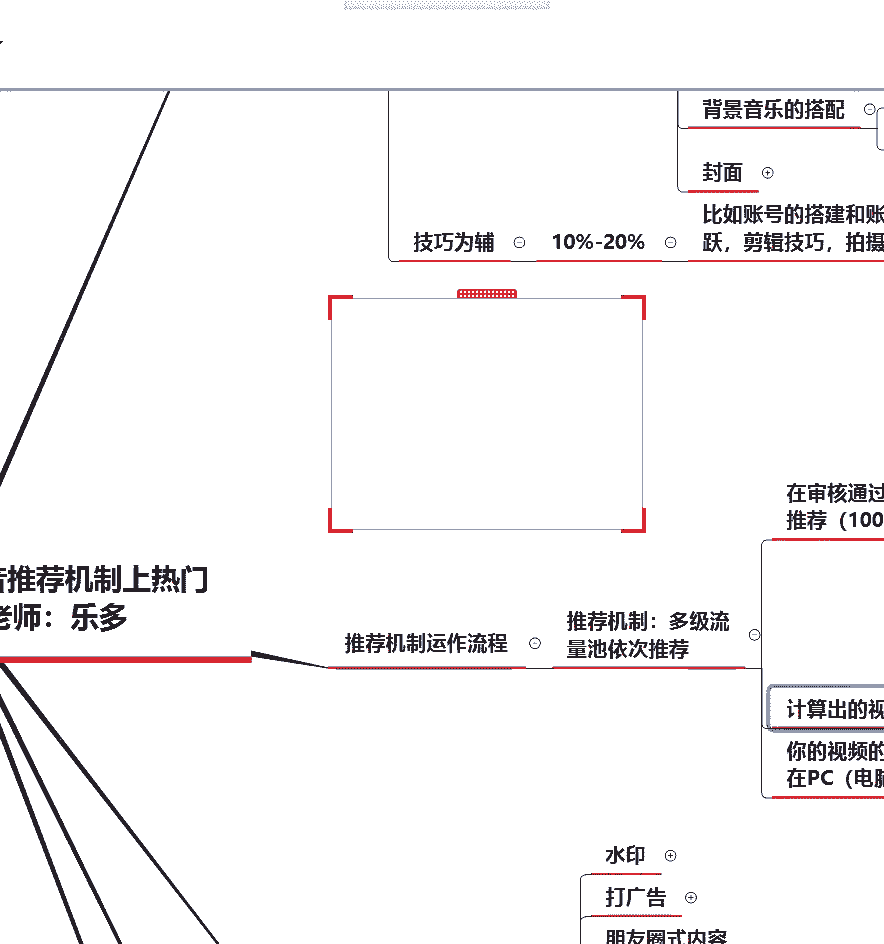 背景音乐的搭配
封面
比如账号的搭建和账
技巧为辅
10%-20%
跃，剪辑技巧，拍摄
在审核通过
推荐（100
推荐机制上热门
老师：乐多
推荐机制：多级流
推荐机制运作流程
量池依次推荐
计算出的视
你的视频的
在PC（电脑
水印
打广告
朋友圈式内容